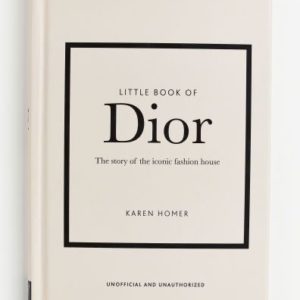 LITTLE BOOK OF
Dior
The story of the iconic fashion house
KAREN HOMER
UNOFFICIAL AND UNAUTHORIZED